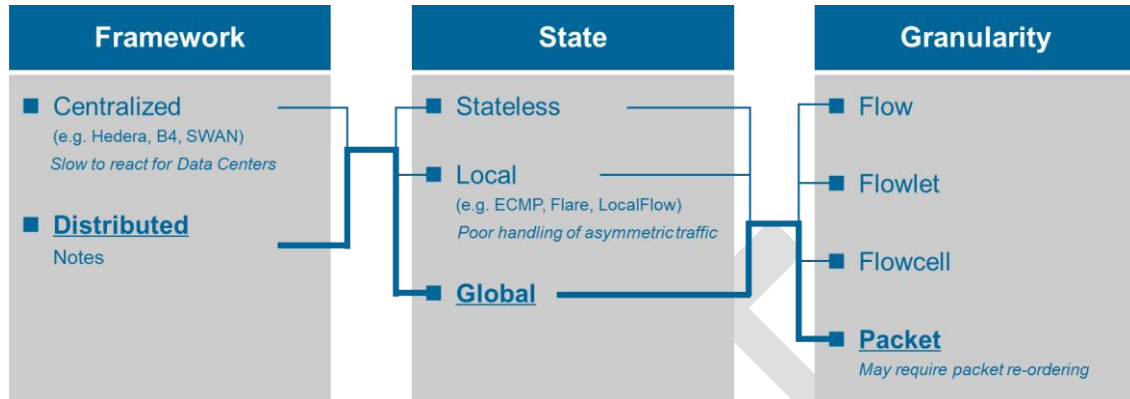 Framework
Centralized
(e.g. Hedera, B4, SWAN)
Slow to react for Data Centers
Distributed
Notes
State
Stateless
Local
(e.g. ECMP, Flare, LocalFlow)
Poor handling of asymmetric traffic
Global
Granularity
Flow
Flowlet
Flowcell
Packet
May require packet re-ordering